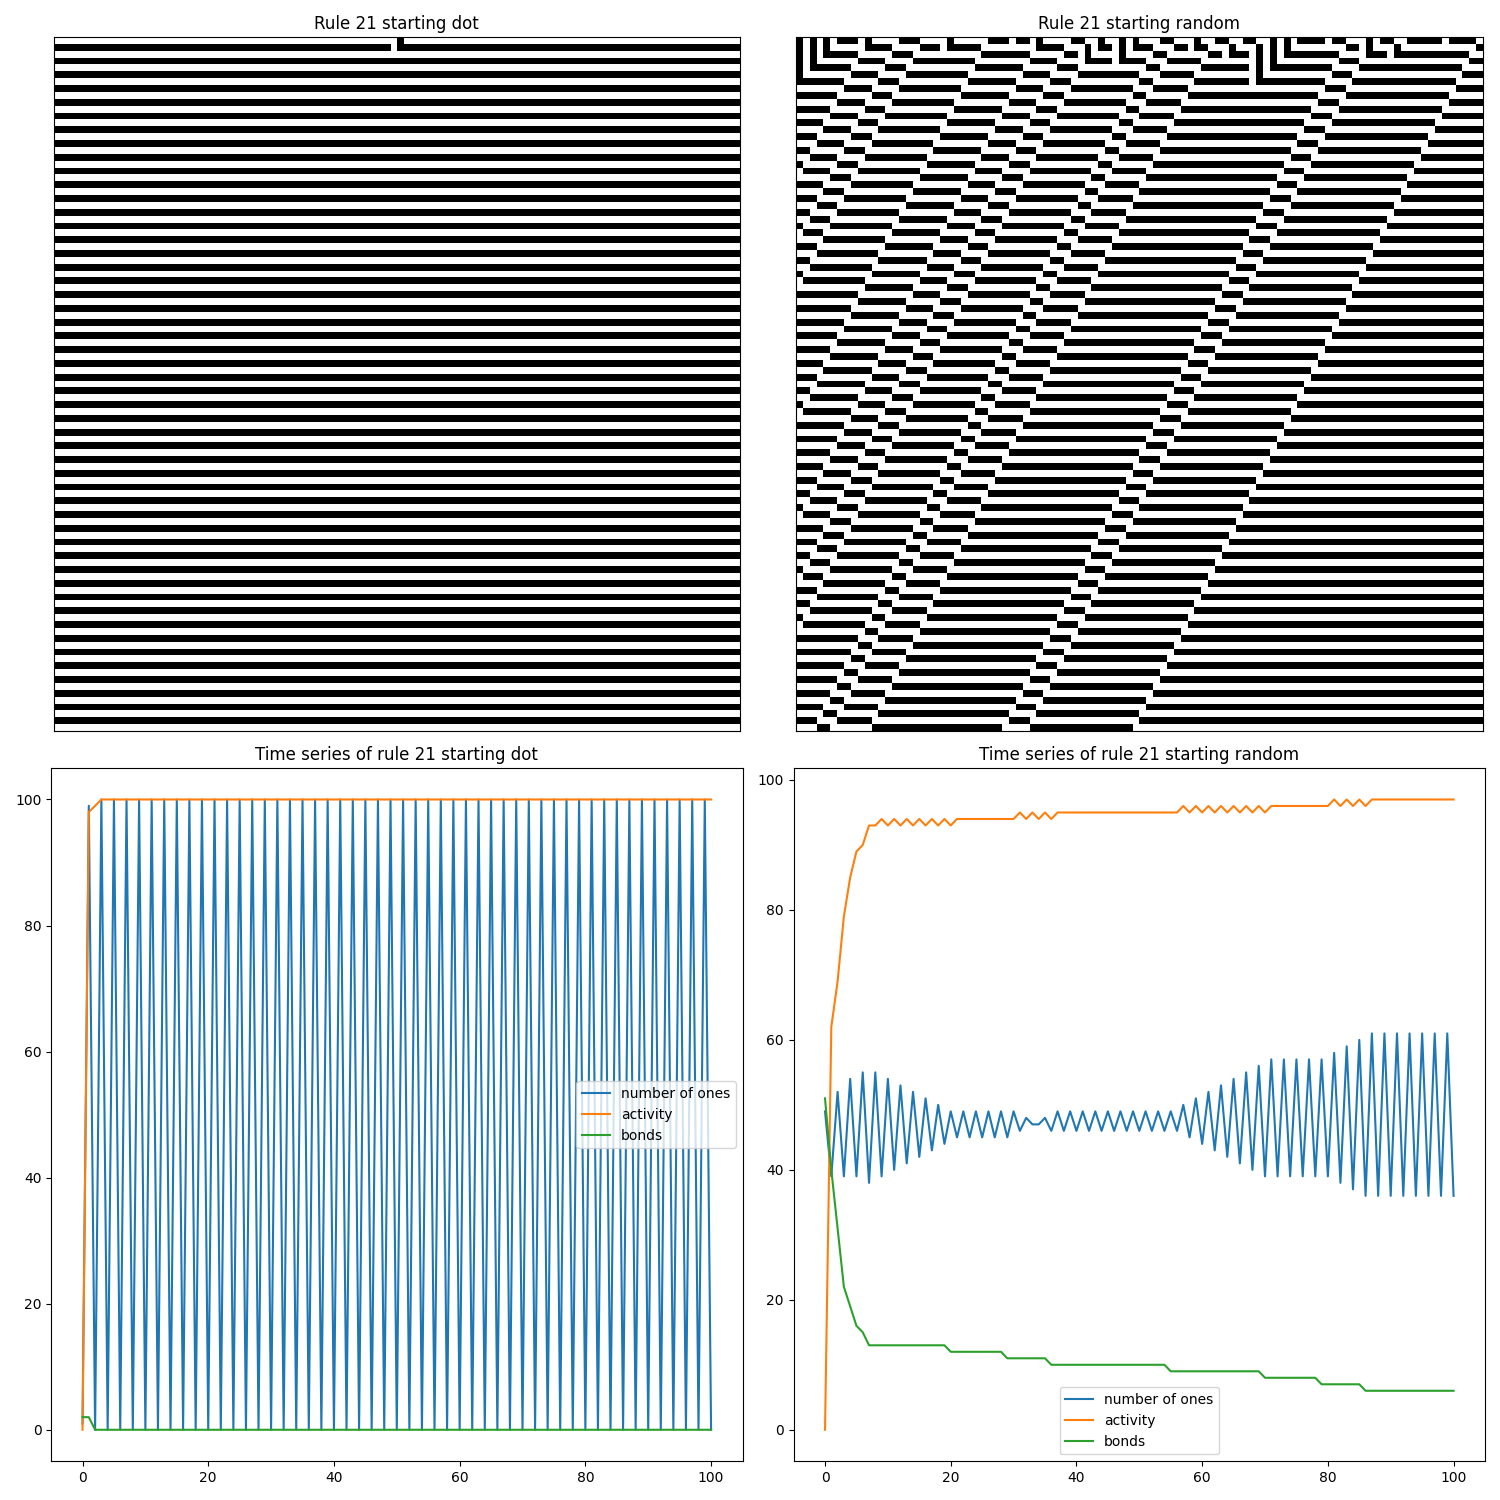 Rule 21 starting dot
Rule 21 starting random
Time series of rule 21 starting dot
100
80
60
40
20
0
number of ones
activity
bonds
0 20 40 60 80 100
Time series of rule 21 starting random
100
80
60
40
20
0
number of ones
activity
bonds
0 20 40 60 80 100